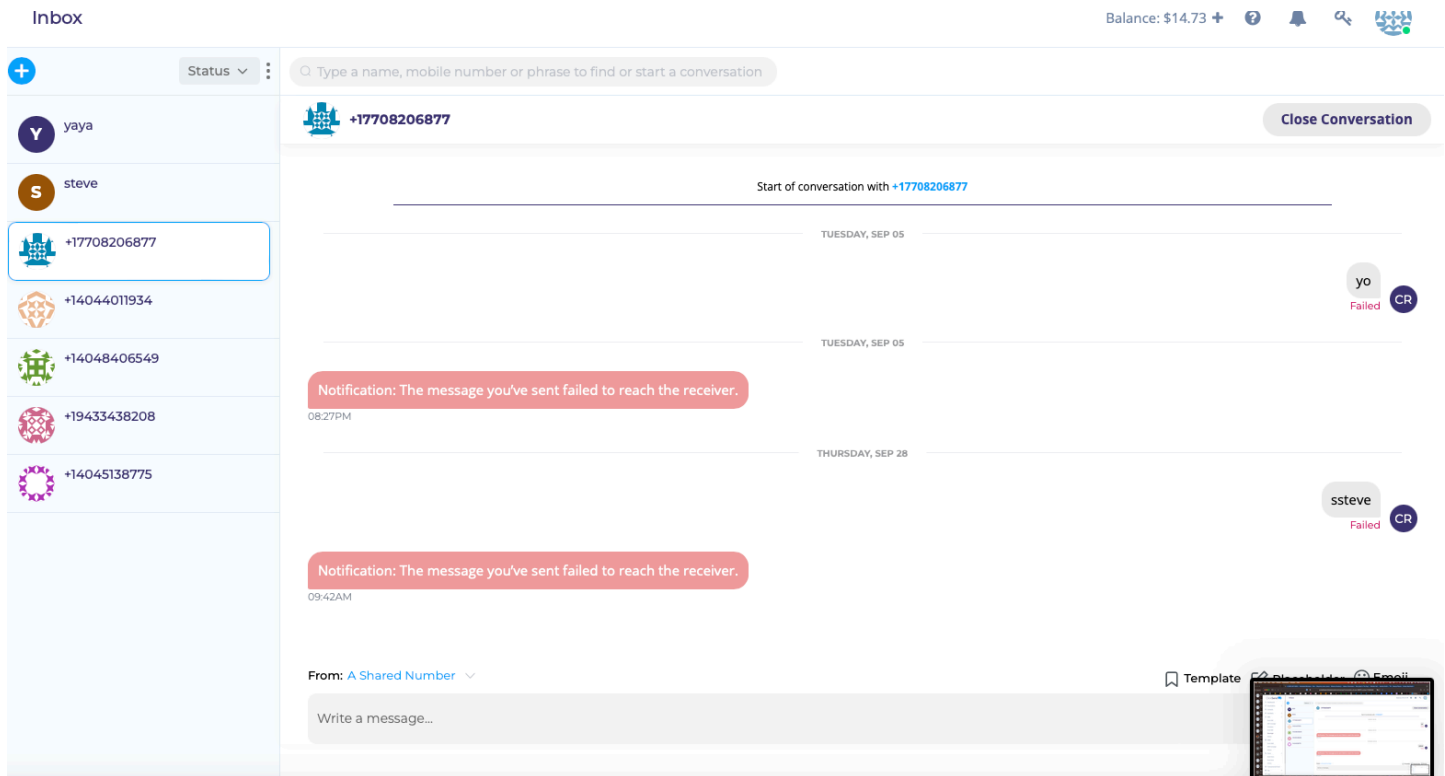 Inbox
Balance: $14.73 +
Status
Type a name, mobile number or phrase to find or start a conversation
Y yaya
S steve
+17708206877
+14044011934
+14048406549
+19433438208
+14045138775
+17708206877
Close Conversation
Start of conversation with +17708206877
TUESDAY, SEP 05
yo
Failed
CR
TUESDAY, SEP 05
Notification: The message you’ve sent failed to reach the receiver.
08:27PM
THURSDAY, SEP 28
ssteve
Failed
CR
Notification: The message you’ve sent failed to reach the receiver.
09:42AM
From: A Shared Number
Template Placeholder Emoji
Write a message...